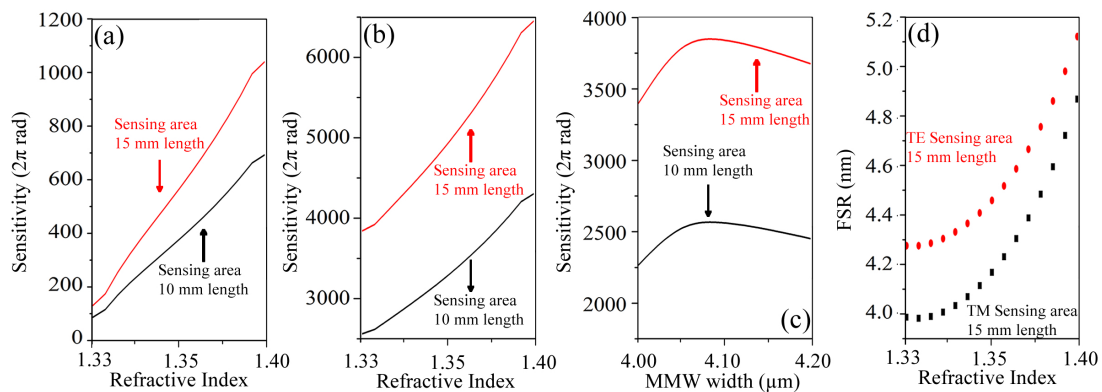 (a)
Sensitivity (2π rad)
1200
1000
800
600
400
200
0
Sensing area
15 mm length
Sensing area
10 mm length
1.33
1.35
1.40
Refractive Index
(b)
Sensitivity (2π rad)
6000
5000
4000
3000
Sensing area
15 mm length
Sensing area
10 mm length
1.33
1.35
1.40
Refractive Index
Sensitivity (2π rad)
4000
3500
3000
2500
2000
Sensing area
15 mm length
Sensing area
10 mm length
(c)
4.00
4.10
4.20
MMW width (μm)
(d)
FSR (nm)
5.2
5.0
4.8
4.6
4.4
4.2
4.0
TE Sensing area
15 mm length
TM Sensing area
15 mm length
1.33
1.35
1.40
Refractive Index